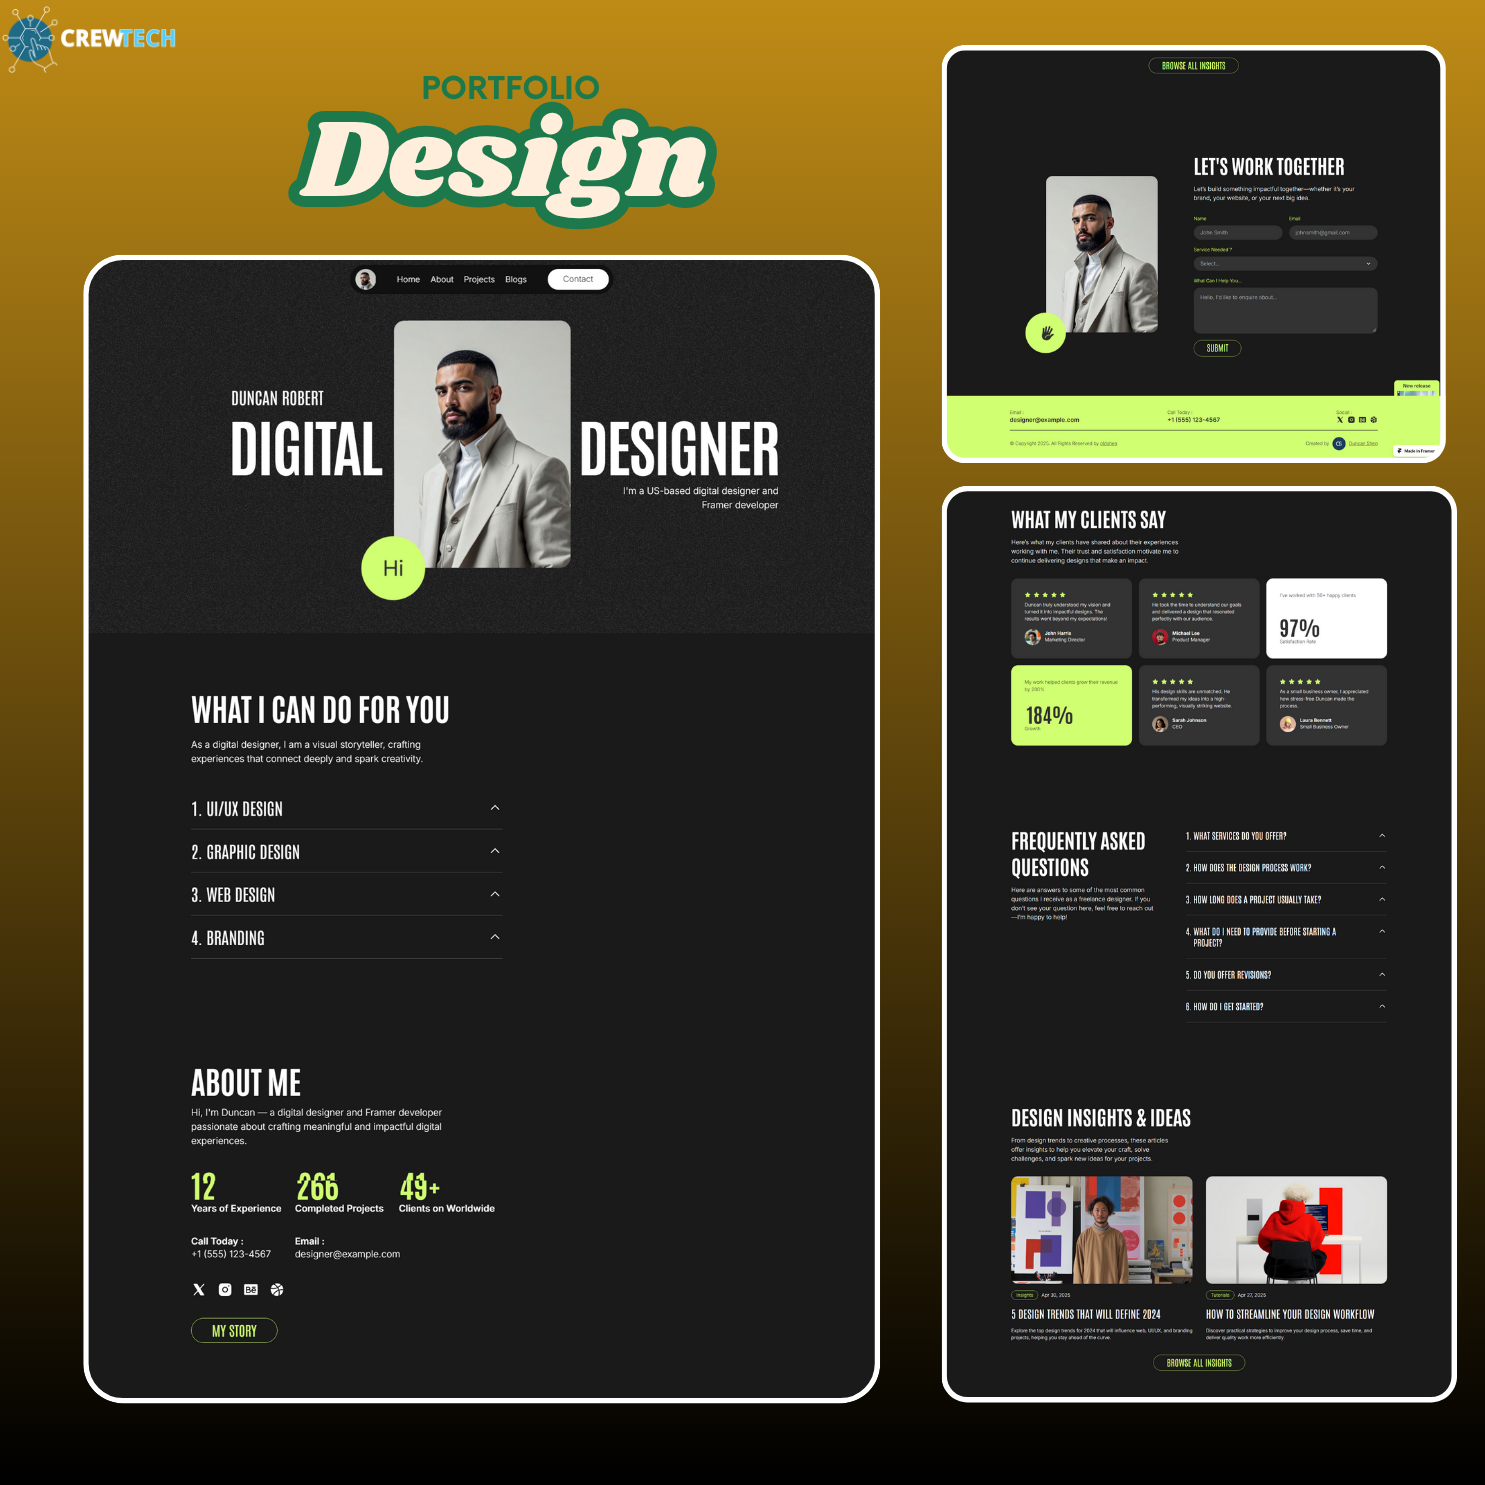 CREWTECH
PORTFOLIO
Design
Home About Projects Blogs Contact
DUNCAN ROBERT
DIGITAL DESIGNER
I'm a US-based digital designer and
Framer developer
Hi
WHAT I CAN DO FOR YOU
As a digital designer, I am a visual storyteller, crafting
experiences that connect deeply and spark creativity.
1. UI/UX DESIGN
2. GRAPHIC DESIGN
3. WEB DESIGN
4. BRANDING
ABOUT ME
Hi, I'm Duncan — a digital designer and Framer developer
passionate about crafting meaningful and impactful digital
experiences.
12
Years of Experience
Completed Projects
Clients on Worldwide
Call Today :
+1 (555) 123-4567
Email :
designer@example.com
MY STORY
BROWSE ALL INSIGHTS
LET'S WORK TOGETHER
Let's build something impactful together—whether it's your
brand, your website, or your next big idea.
Name Email
John Smith johnsmith@gmail.com
Service Needed ?
Select...
What Can I Help You...
Hello, I'd like to enquire about...
SUBMIT
New release
Email :
designer@example.com
Call Today :
+1 (555) 123-4567
Social :
© Copyright 2025. All Rights Reserved by
Created by
Made in Framer
WHAT MY CLIENTS SAY
Here's what my clients have shared about their experiences
working with me. Their trust and satisfaction motivate me to
continue delivering designs that make an impact.
Duncan truly understood my vision and
turned it into impactful designs. The
results went beyond my expectations!
John Harris
Marketing Director
He took the time to understand our goals
and delivered a design that resonated
perfectly with our audience.
Michael Lee
Product Manager
I've worked with 50+ happy clients
97%
Satisfaction Rate
My work helped clients grow their revenue
by 200%
184%
Growth
His design skills are unmatched. He
transformed my ideas into a high-
performing, visually striking website.
Sarah Johnson
CEO
As a small business owner, I appreciated
how stress-free Duncan made the
process.
Laura Bennett
Small Business Owner
FREQUENTLY ASKED
QUESTIONS
Here are answers to some of the most common
questions I receive as a freelance designer. If you
don't see your question here, feel free to reach out
—I'm happy to help!
1. WHAT SERVICES DO YOU OFFER?
2. HOW DOES THE DESIGN PROCESS WORK?
3. HOW LONG DOES A PROJECT USUALLY TAKE?
4. WHAT DO I NEED TO PROVIDE BEFORE STARTING A
PROJECT?
5. DO YOU OFFER REVISIONS?
6. HOW DO I GET STARTED?
DESIGN INSIGHTS & IDEAS
From design trends to creative processes, these articles
offer insights to help you elevate your craft, solve
challenges, and spark new ideas for your projects.
Insights Apr 30, 2025
5 DESIGN TRENDS THAT WILL DEFINE 2024
Explore the top design trends for 2024 that will influence web, UI/UX, and branding
projects, helping you stay ahead of the curve.
Tutorials Apr 27, 2025
HOW TO STREAMLINE YOUR DESIGN WORKFLOW
Discover practical strategies to improve your design process, save time, and
deliver quality work more efficiently.
BROWSE ALL INSIGHTS